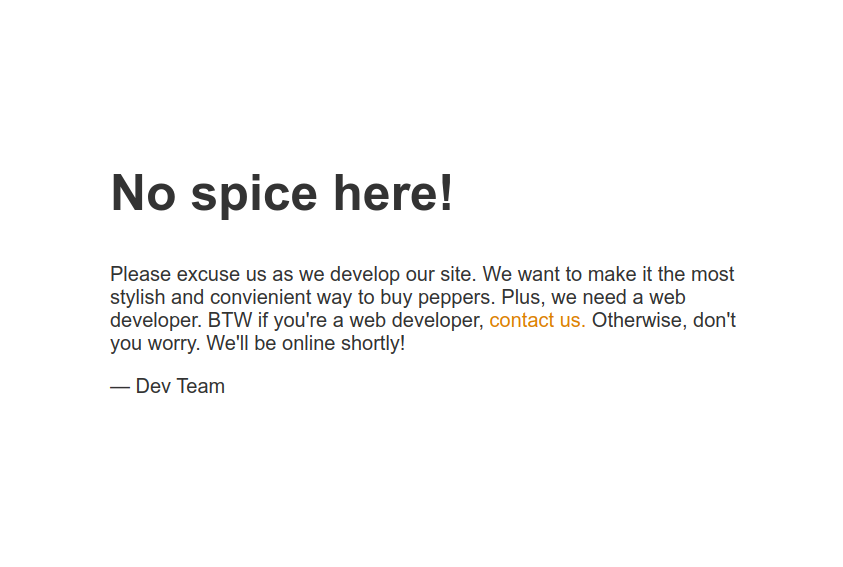 No spice here!
Please excuse us as we develop our site. We want to make it the most
stylish and convienient way to buy peppers. Plus, we need a web
developer. BTW if you're a web developer, contact us. Otherwise, don't
you worry. We'll be online shortly!
— Dev Team